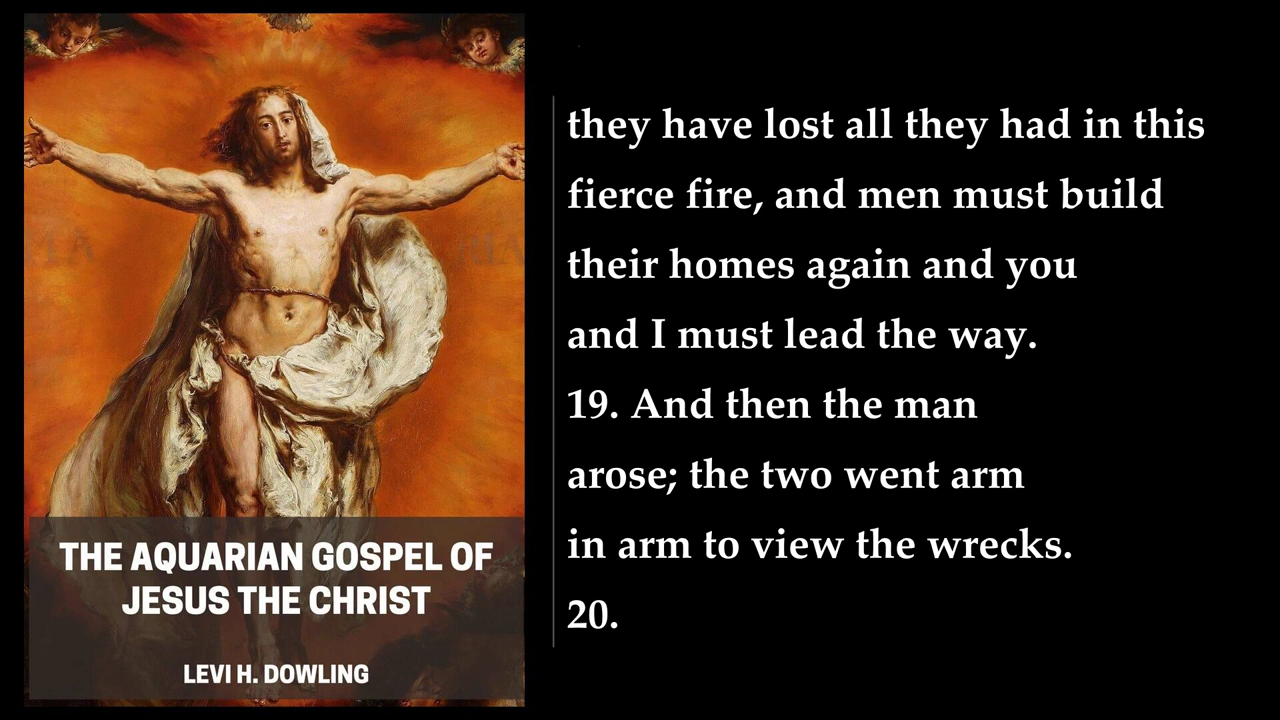 THE AQUARIAN GOSPEL OF
JESUS THE CHRIST
LEVI H. DOWLING
they have lost all they had in this
fierce fire, and men must build
their homes again and you
and I must lead the way.
19. And then the man
arose; the two went arm
in arm to view the wrecks.
20.